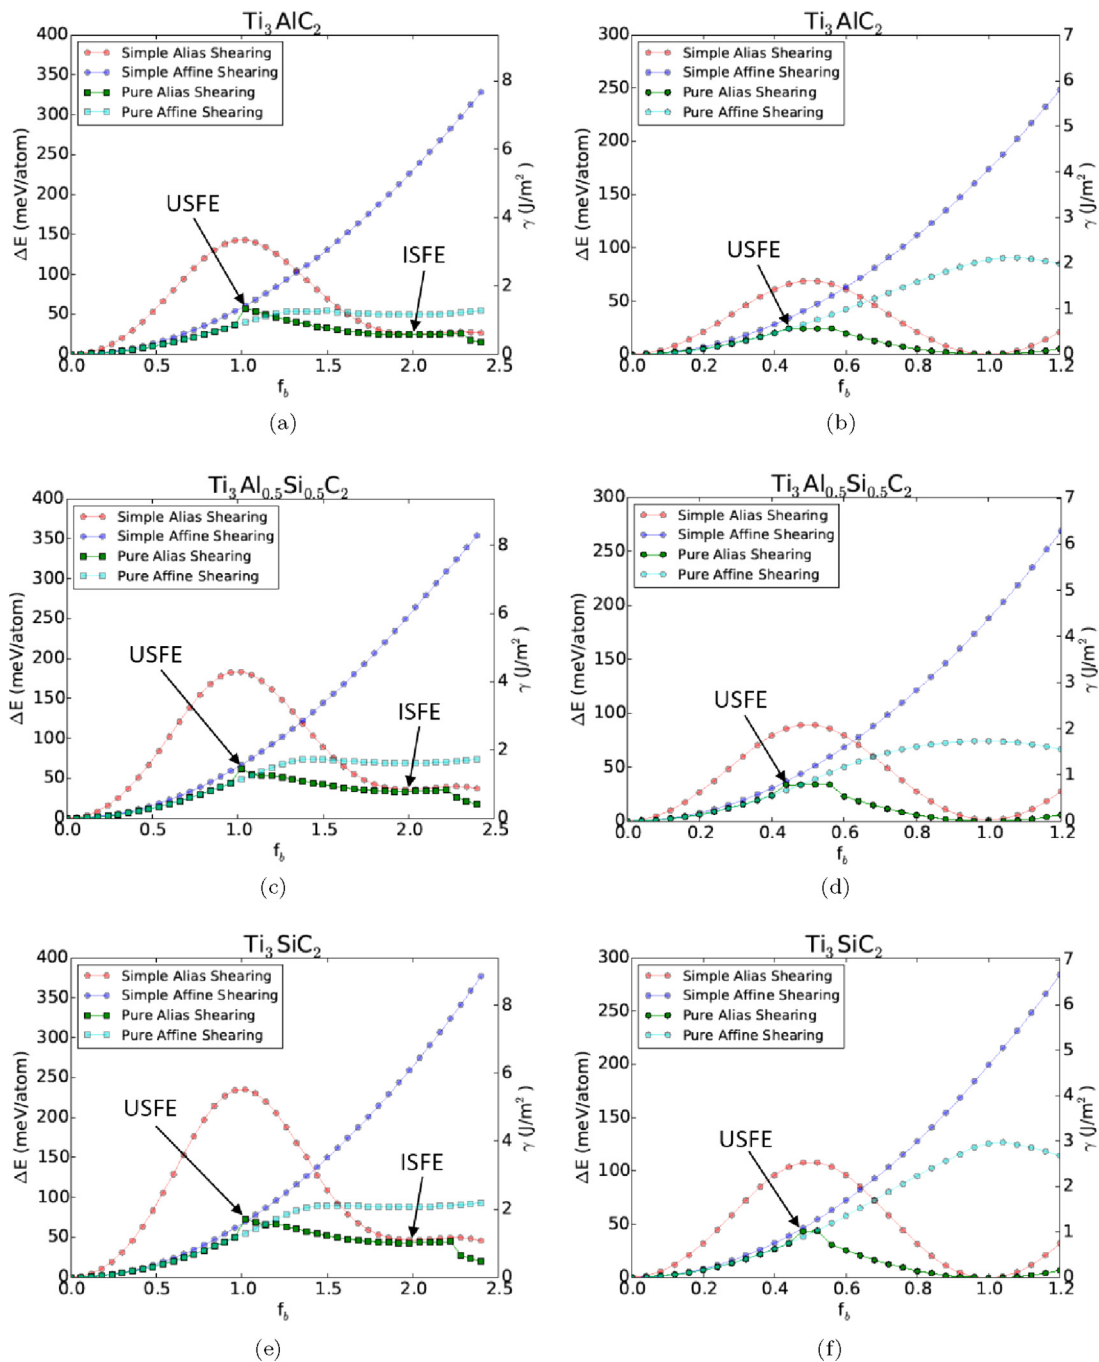 Ti₃AlC₂
Simple Alias Shearing
Simple Affine Shearing
Pure Alias Shearing
Pure Affine Shearing
USFE
ISFE
400
350
300
250
200
150
100
50
0
ΔE (meV/atom)
8
6
4
2
0
γ (J/m²)
0.0 0.5 1.0 1.5 2.0 2.5
f_b
(a)
Ti₃AlC₂
Simple Alias Shearing
Simple Affine Shearing
Pure Alias Shearing
Pure Affine Shearing
USFE
300
250
200
150
100
50
0
ΔE (meV/atom)
7
6
5
4
3
2
1
0
γ (J/m²)
0.0 0.2 0.4 0.6 0.8 1.0 1.2
f_b
(b)
Ti₃Al₀.₅Si₀.₅C₂
Simple Alias Shearing
Simple Affine Shearing
Pure Alias Shearing
Pure Affine Shearing
USFE
ISFE
400
350
300
250
200
150
100
50
0
ΔE (meV/atom)
8
6
4
2
0
γ (J/m²)
0.0 0.5 1.0 1.5 2.0 2.5
f_b
(c)
Ti₃Al₀.₅Si₀.₅C₂
Simple Alias Shearing
Simple Affine Shearing
Pure Alias Shearing
Pure Affine Shearing
USFE
300
250
200
150
100
50
0
ΔE (meV/atom)
7
6
5
4
3
2
1
0
γ (J/m²)
0.0 0.2 0.4 0.6 0.8 1.0 1.2
f_b
(d)
Ti₃SiC₂
Simple Alias Shearing
Simple Affine Shearing
Pure Alias Shearing
Pure Affine Shearing
USFE
ISFE
400
350
300
250
200
150
100
50
0
ΔE (meV/atom)
8
6
4
2
0
γ (J/m²)
0.0 0.5 1.0 1.5 2.0 2.5
f_b
(e)
Ti₃SiC₂
Simple Alias Shearing
Simple Affine Shearing
Pure Alias Shearing
Pure Affine Shearing
USFE
300
250
200
150
100
50
0
ΔE (meV/atom)
7
6
5
4
3
2
1
0
γ (J/m²)
0.0 0.2 0.4 0.6 0.8 1.0 1.2
f_b
(f)